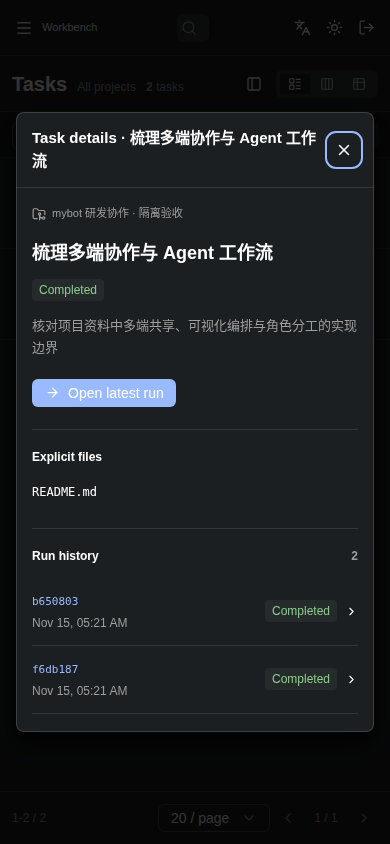 Workbench
Tasks All projects 2 tasks
Task details · 梳理多端协作与 Agent 工作
流
mybot 研发协作 · 隔离验收
梳理多端协作与 Agent 工作流
Completed
核对项目资料中多端共享、可视化编排与角色分工的实现
边界
Open latest run
Explicit files
README.md
Run history 2
b650803
Nov 15, 05:21 AM
Completed
f6db187
Nov 15, 05:21 AM
Completed
1-2 / 2 20 / page 1 / 1